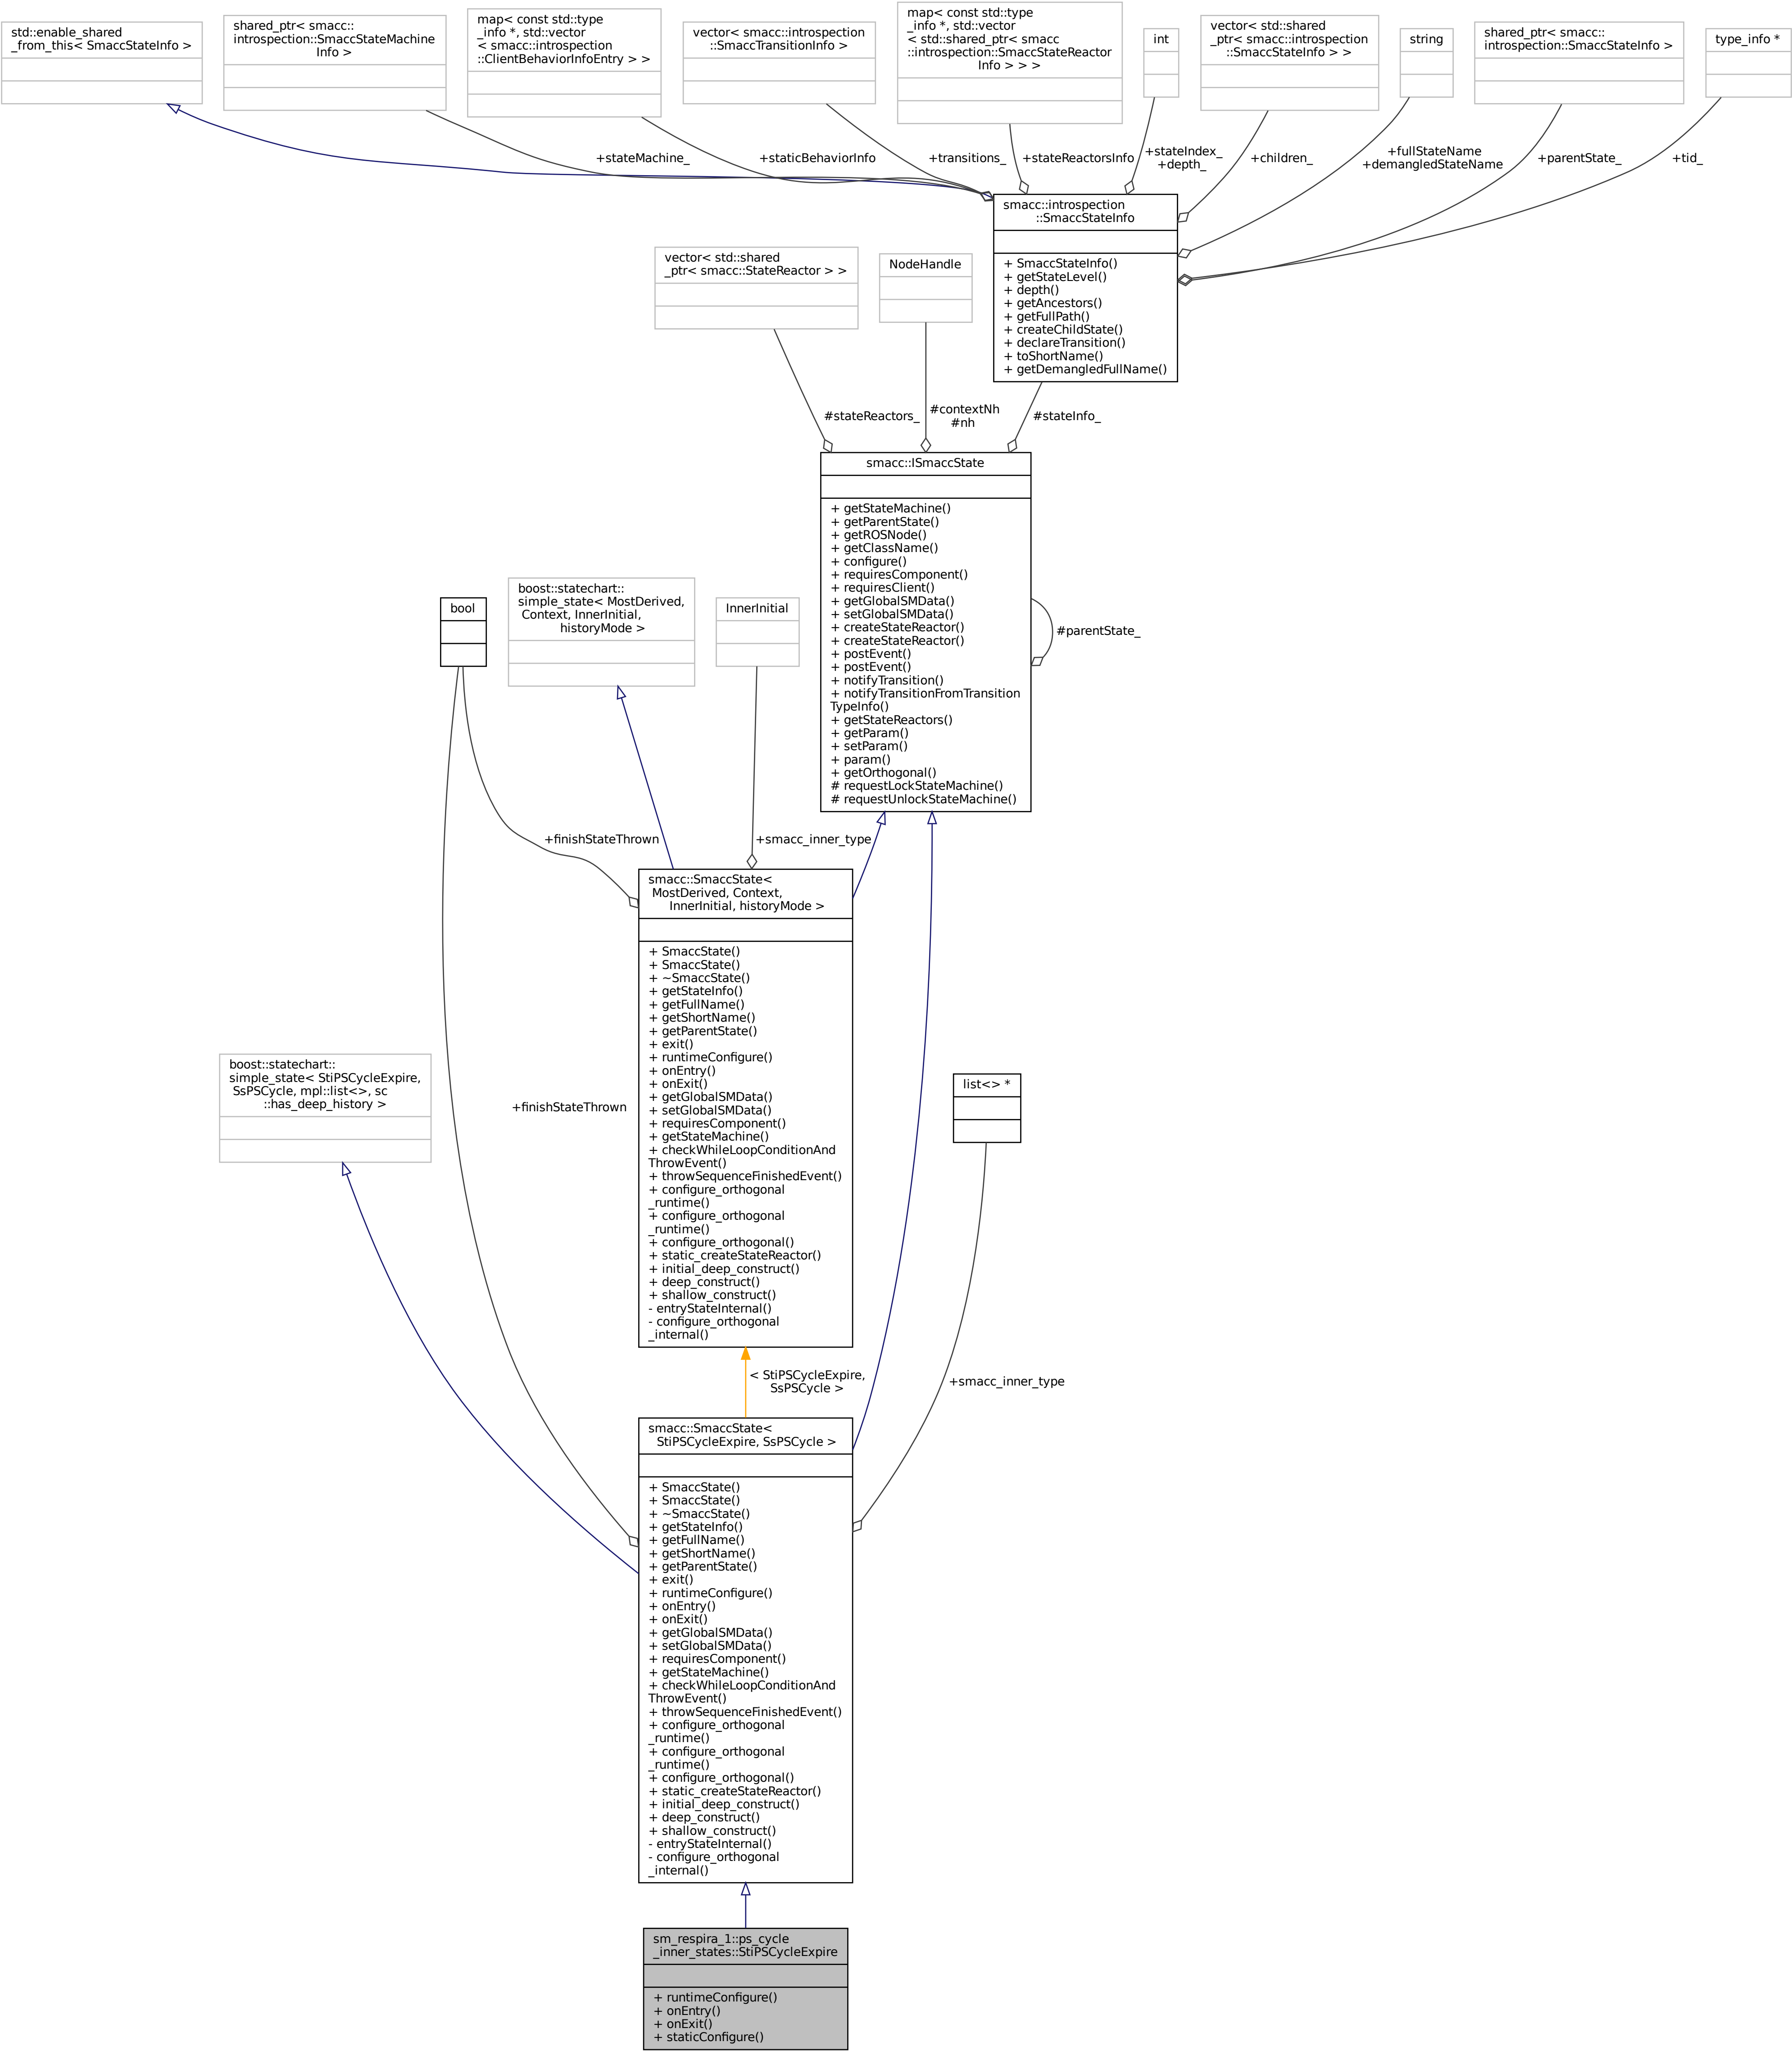 std::enable_shared
_from_this< SmaccStateInfo >
shared_ptr< smacc::
introspection::SmaccStateMachine
Info >
map< const std::type
_info *, std::vector
< smacc::introspection
::ClientBehaviorInfoEntry > >
vector< smacc::introspection
::SmaccTransitionInfo >
map< const std::type
_info *, std::vector
< std::shared_ptr< smacc
::introspection::SmaccStateReactor
Info > > >
int
vector< std::shared
_ptr< smacc::introspection
::SmaccStateInfo > >
string
shared_ptr< smacc::
introspection::SmaccStateInfo >
type_info *
+stateMachine_
+staticBehaviorInfo
+transitions_
+stateReactorsInfo
+stateIndex_
+depth_
+children_
+fullStateName
+demangledStateName
+parentState_
+tid_
smacc::introspection
::SmaccStateInfo
+ SmaccStateInfo()
+ getStateLevel()
+ depth()
+ getAncestors()
+ getFullPath()
+ createChildState()
+ declareTransition()
+ toShortName()
+ getDemangledFullName()
vector< std::shared
_ptr< smacc::StateReactor > >
NodeHandle
#stateReactors_
#contextNh
#nh
#stateInfo_
smacc::ISmaccState
+ getStateMachine()
+ getParentState()
+ getROSNode()
+ getClassName()
+ configure()
+ requiresComponent()
+ requiresClient()
+ getGlobalSMData()
+ setGlobalSMData()
+ createStateReactor()
+ createStateReactor()
+ postEvent()
+ postEvent()
+ notifyTransition()
+ notifyTransitionFromTransition
TypeInfo()
+ getStateReactors()
+ getParam()
+ setParam()
+ param()
+ getOrthogonal()
# requestLockStateMachine()
# requestUnlockStateMachine()
#parentState_
bool
boost::statechart::
simple_state< MostDerived,
Context, InnerInitial,
historyMode >
InnerInitial
+finishStateThrown
+smacc_inner_type
smacc::SmaccState<
MostDerived, Context,
InnerInitial, historyMode >
+ SmaccState()
+ SmaccState()
+ ~SmaccState()
+ getStateInfo()
+ getFullName()
+ getShortName()
+ getParentState()
+ exit()
+ runtimeConfigure()
+ onEntry()
+ onExit()
+ getGlobalSMData()
+ setGlobalSMData()
+ requiresComponent()
+ getStateMachine()
+ checkWhileLoopConditionAnd
ThrowEvent()
+ throwSequenceFinishedEvent()
+ configure_orthogonal
_runtime()
+ configure_orthogonal
_runtime()
+ configure_orthogonal()
+ static_createStateReactor()
+ initial_deep_construct()
+ deep_construct()
+ shallow_construct()
- entryStateInternal()
- configure_orthogonal
_internal()
boost::statechart::
simple_state< StiPSCycleExpire,
SsPSCycle, mpl::list<>, sc
::has_deep_history >
+finishStateThrown
list<> *
< StiPSCycleExpire,
SsPSCycle >
+smacc_inner_type
smacc::SmaccState<
StiPSCycleExpire, SsPSCycle >
+ SmaccState()
+ SmaccState()
+ ~SmaccState()
+ getStateInfo()
+ getFullName()
+ getShortName()
+ getParentState()
+ exit()
+ runtimeConfigure()
+ onEntry()
+ onExit()
+ getGlobalSMData()
+ setGlobalSMData()
+ requiresComponent()
+ getStateMachine()
+ checkWhileLoopConditionAnd
ThrowEvent()
+ throwSequenceFinishedEvent()
+ configure_orthogonal
_runtime()
+ configure_orthogonal
_runtime()
+ configure_orthogonal()
+ static_createStateReactor()
+ initial_deep_construct()
+ deep_construct()
+ shallow_construct()
- entryStateInternal()
- configure_orthogonal
_internal()
sm_respira_1::ps_cycle
_inner_states::StiPSCycleExpire
+ runtimeConfigure()
+ onEntry()
+ onExit()
+ staticConfigure()